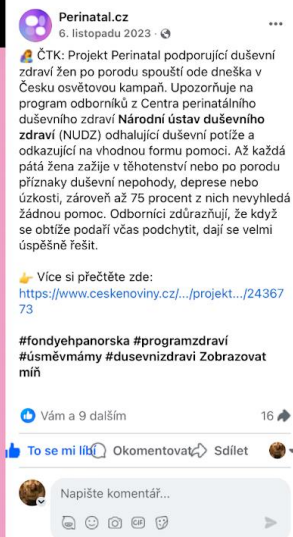 Perinatal.cz
6. listopadu 2023 ·
ČTK: Projekt Perinatal podporující duševní
zdraví žen po porodu spouští ode dneška v
Česku osvětovou kampaň. Upozorňuje na
program odborníků z Centra perinatálního
duševního zdraví Národní ústav duševního
zdraví (NUDZ) odhalující duševní potíže a
odkazující na vhodnou formu pomoci. Až každá
pátá žena zažije v těhotenství nebo po porodu
příznaky duševní nepohody, deprese nebo
úzkosti, zároveň až 75 procent z nich nevyhledá
žádnou pomoc. Odborníci zdůrazňují, že když
se obtíže podaří včas podchytit, dají se velmi
úspěšně řešit.
Více si přečtěte zde:
https://www.ceskenoviny.cz/.../projekt.../24367
73
#fondyehpanorska #programzdraví
#úsměvmámy #dusevnizdravi Zobrazovat
míň
Vám a 9 dalším 16
To se mi líbí Okomentovat Sdílet
Napište komentář...
GIF